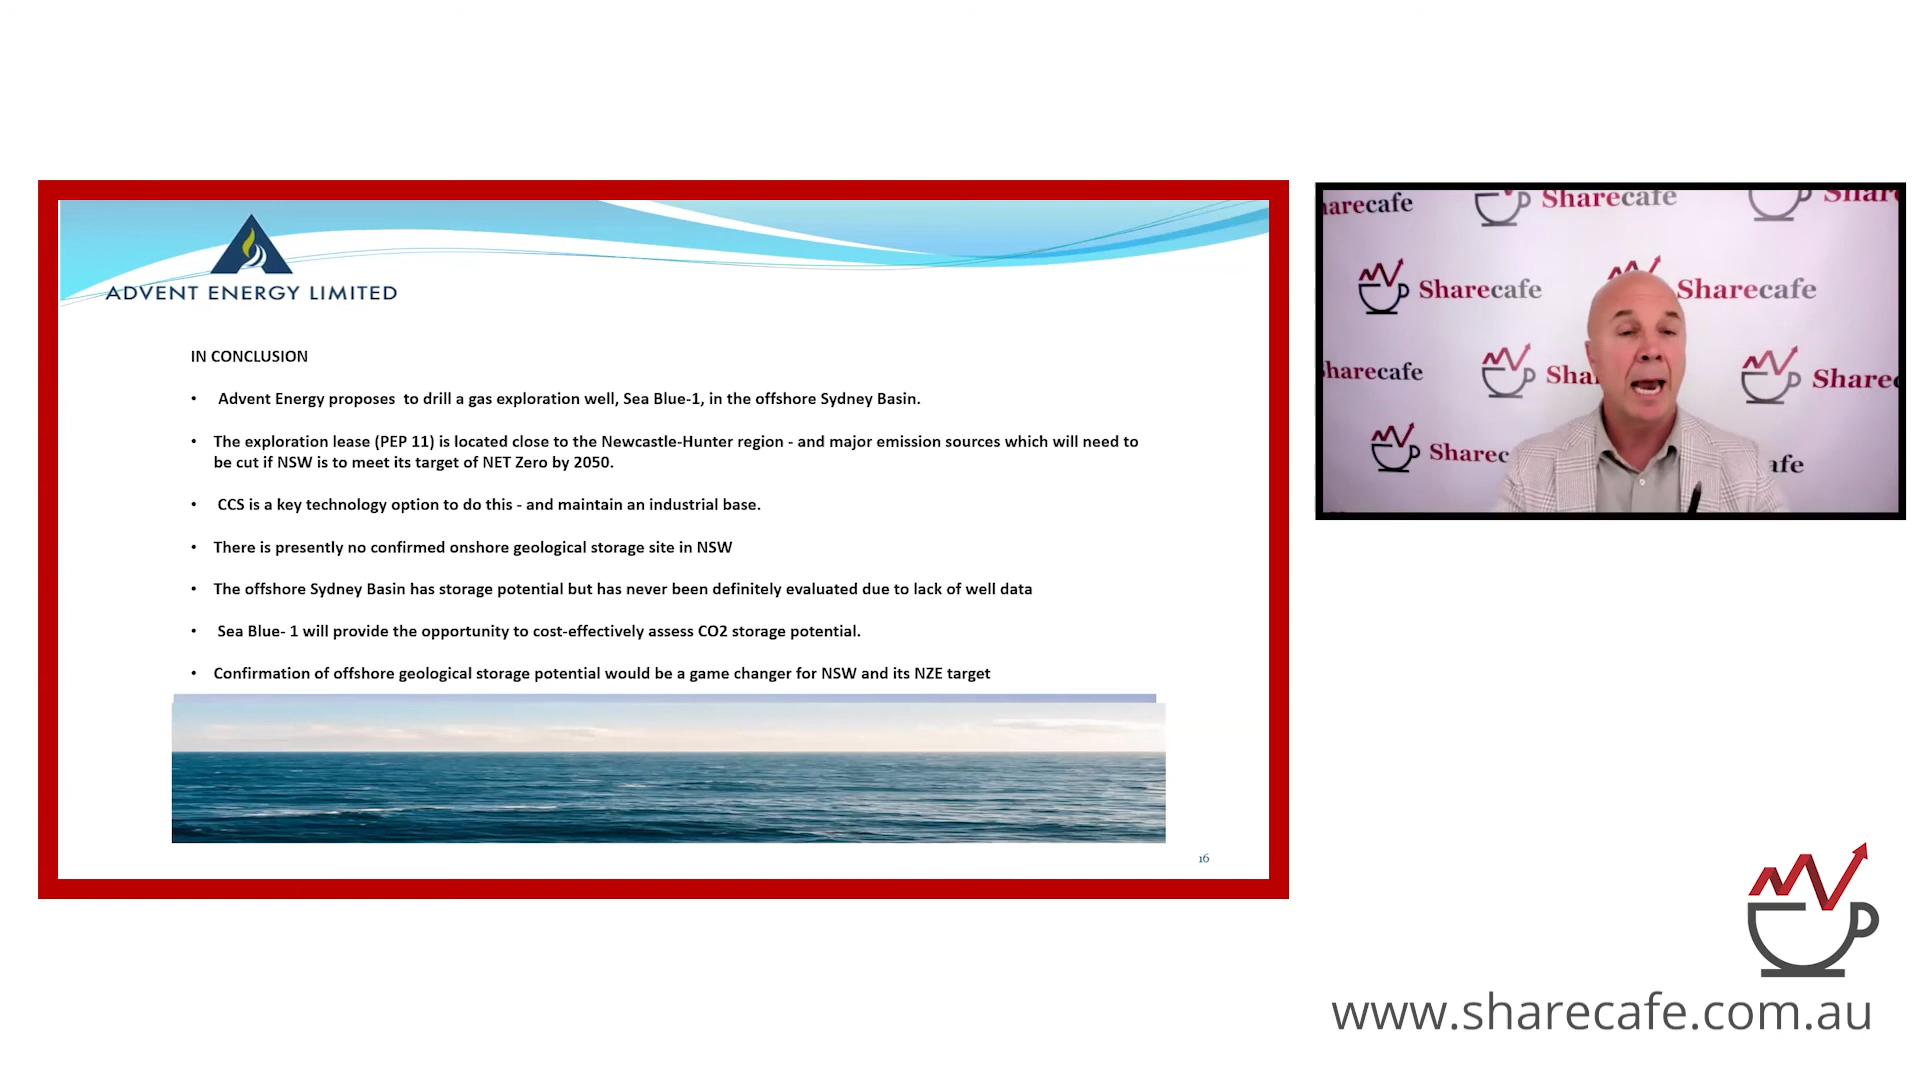 ADVENT ENERGY LIMITED
IN CONCLUSION
• Advent Energy proposes to drill a gas exploration well, Sea Blue-1, in the offshore Sydney Basin.
• The exploration lease (PEP 11) is located close to the Newcastle-Hunter region - and major emission sources which will need to
be cut if NSW is to meet its target of NET Zero by 2050.
• CCS is a key technology option to do this - and maintain an industrial base.
• There is presently no confirmed onshore geological storage site in NSW
• The offshore Sydney Basin has storage potential but has never been definitely evaluated due to lack of well data
• Sea Blue- 1 will provide the opportunity to cost-effectively assess CO2 storage potential.
• Confirmation of offshore geological storage potential would be a game changer for NSW and its NZE target
16
harecafe Sharecafe Shar
Sharecafe Sharecafe
harecafe Sha Sharec
Sharec afe
www.sharecafe.com.au